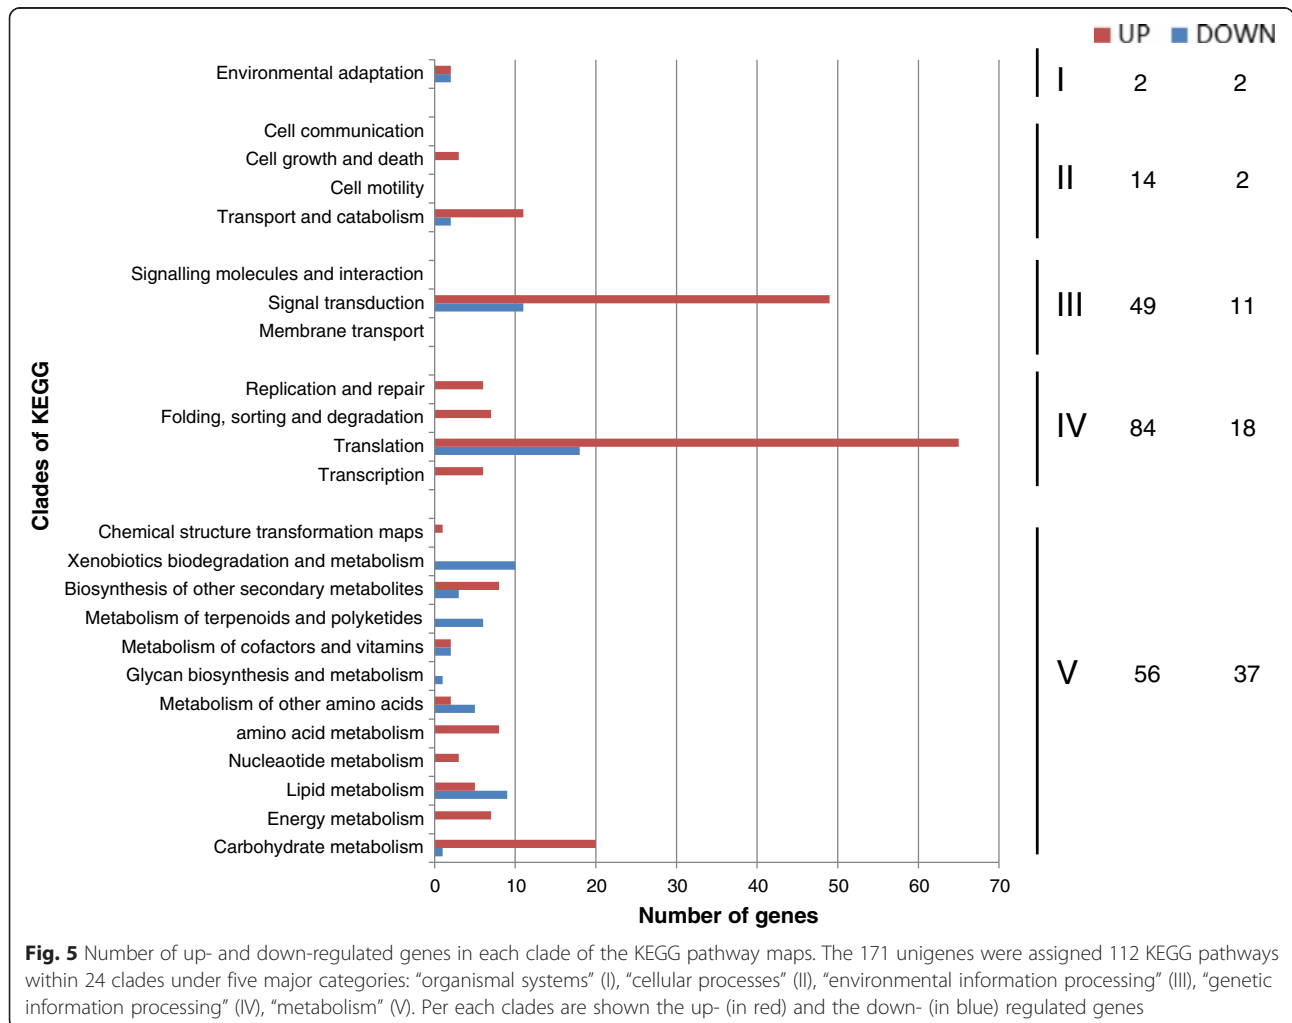 UP DOWN
Environmental adaptation
I 2 2
Cell communication
Cell growth and death
Cell motility
Transport and catabolism
II 14 2
Signalling molecules and interaction
Signal transduction
Membrane transport
III 49 11
Replication and repair
Folding, sorting and degradation
Translation
Transcription
IV 84 18
Chemical structure transformation maps
Xenobiotics biodegradation and metabolism
Biosynthesis of other secondary metabolites
Metabolism of terpenoids and polyketides
Metabolism of cofactors and vitamins
Glycan biosynthesis and metabolism
Metabolism of other amino acids
amino acid metabolism
Nucleaotide metabolism
Lipid metabolism
Energy metabolism
Carbohydrate metabolism
V 56 37
Clades of KEGG
0 10 20 30 40 50 60 70
Number of genes
Fig. 5 Number of up- and down-regulated genes in each clade of the KEGG pathway maps. The 171 unigenes were assigned 112 KEGG pathways
within 24 clades under five major categories: “organismal systems” (I), “cellular processes” (II), “environmental information processing” (III), “genetic
information processing” (IV), “metabolism” (V). Per each clades are shown the up- (in red) and the down- (in blue) regulated genes